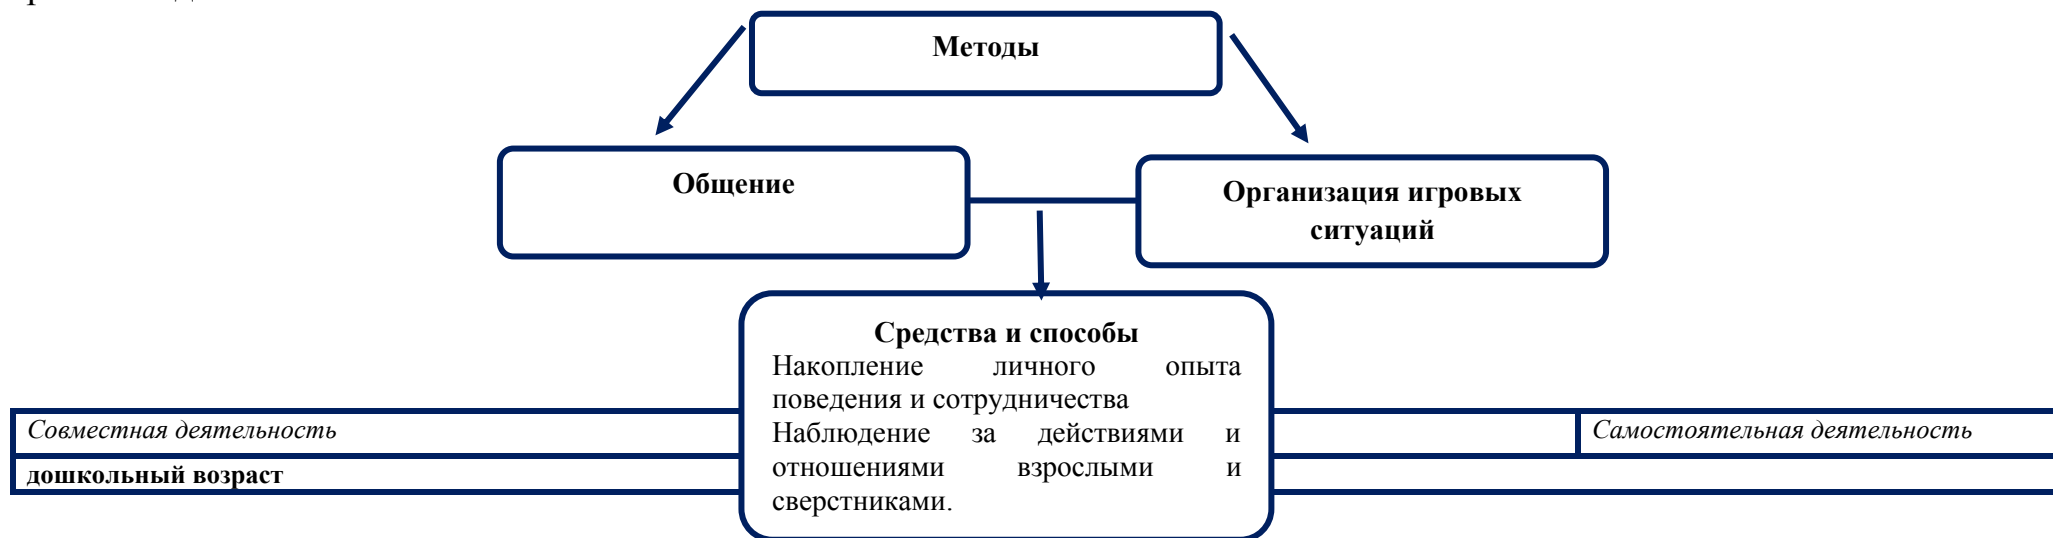 Методы
Общение
Организация игровых
ситуаций
Средства и способы
Накопление личного опыта
поведения и сотрудничества
Наблюдение за действиями и
отношениями взрослыми и
сверстниками.
Совместная деятельность
Самостоятельная деятельность
дошкольный возраст